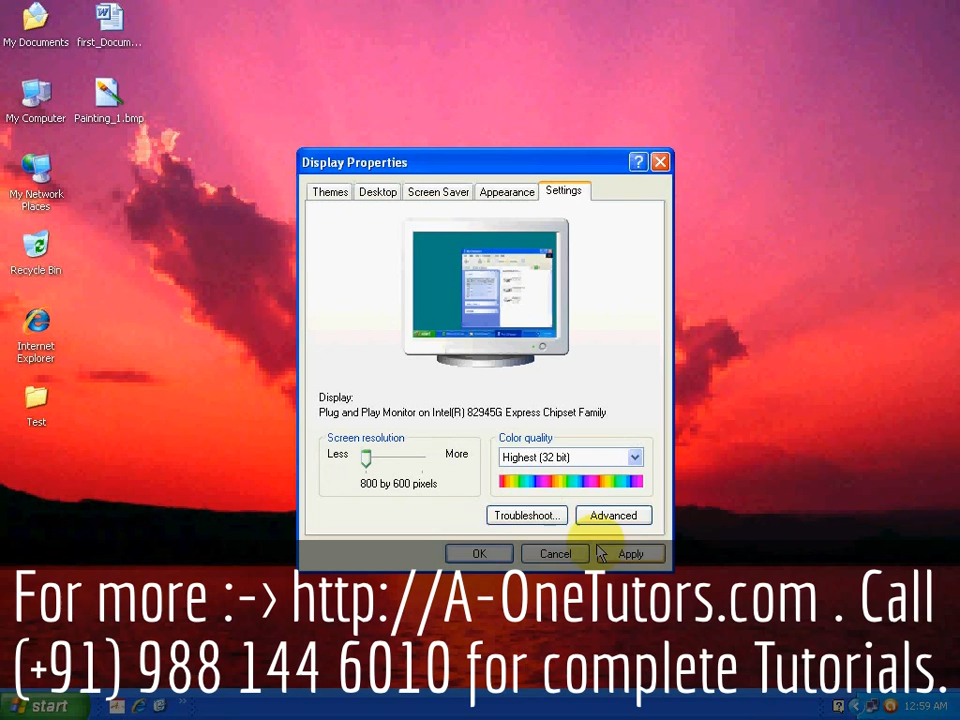 My Documents
first_Docum...
My Computer
Painting_1.bmp
My Network
Places
Recycle Bin
Internet
Explorer
Test
Display Properties
Themes
Desktop
Screen Saver
Appearance
Settings
Display:
Plug and Play Monitor on Intel(R) 82945G Express Chipset Family
Screen resolution
Less
More
800 by 600 pixels
Color quality
Highest (32 bit)
Troubleshoot...
Advanced
OK
Cancel
Apply
For more :-> http://A-OneTutors.com . Call
(+91) 988 144 6010 for complete Tutorials.
start
12:59 AM